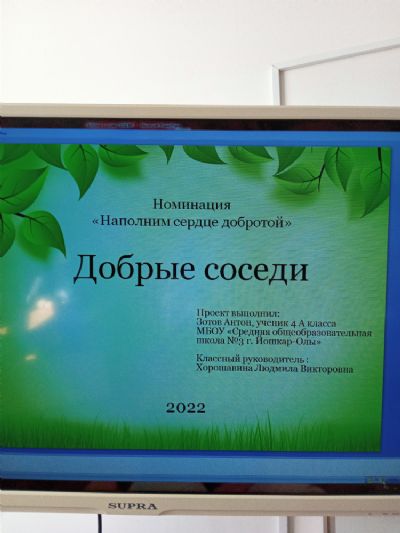 Номинация
«Наполним сердце добротой»
Добрые соседи
Проект выполнил:
Зотов Антон, ученик 4 А класса
МБОУ «Средняя общеобразовательная
школа №3 г. Йошкар-Олы»
Классный руководитель :
Хорошавина Людмила Викторовна
2022
SUPRA